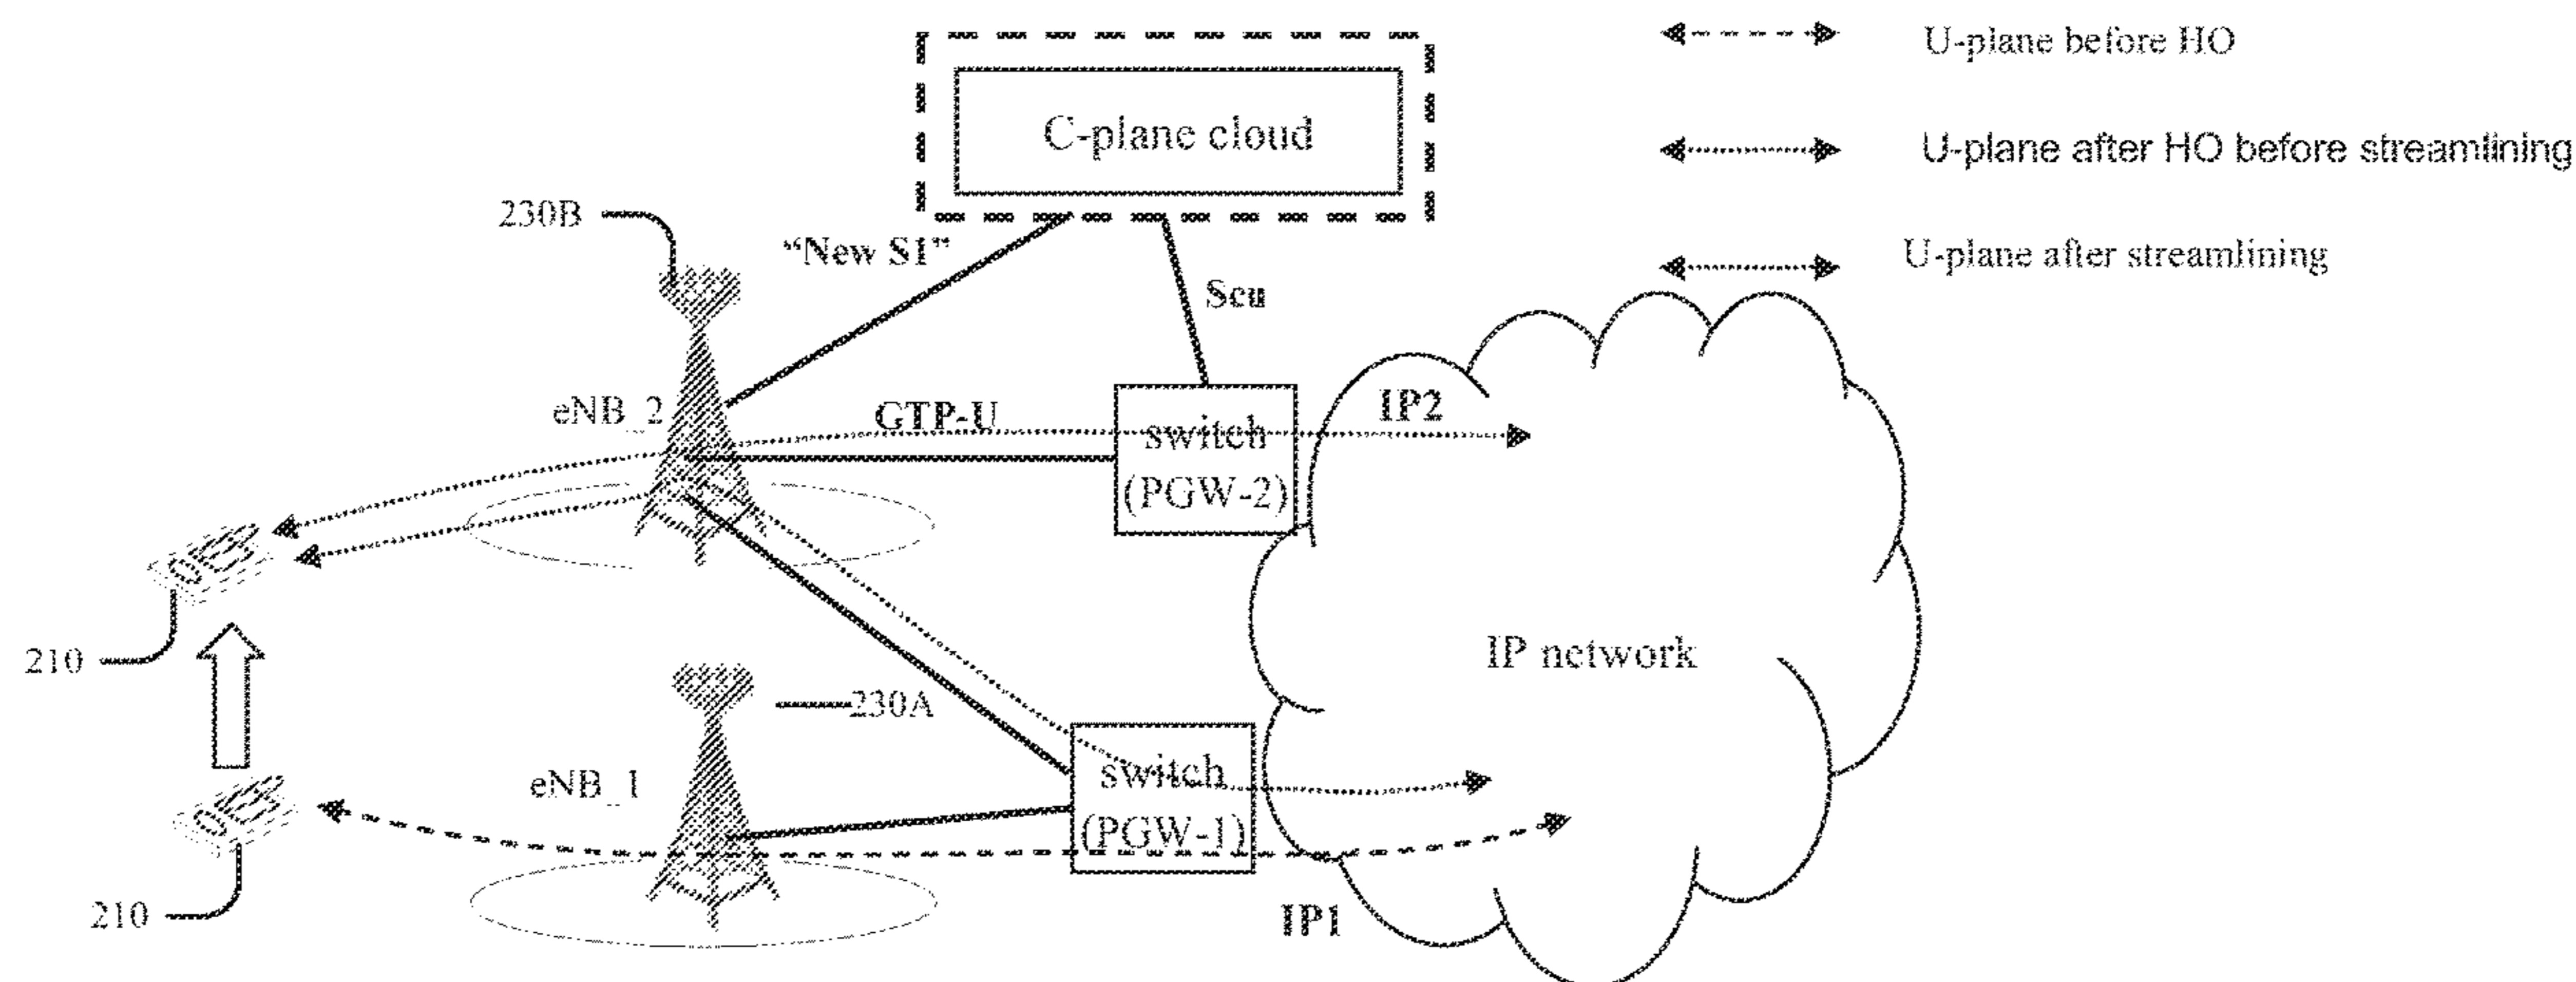 U-plane before HO
C-plane cloud
U-plane after HO before streamlining
230B
"New S1"
U-plane after streamlining
Scu
eNB_2
GTP-U
IP2
switch
(PGW-2)
210
IP network
230A
eNB_1
switch
(PGW-1)
210
IP1